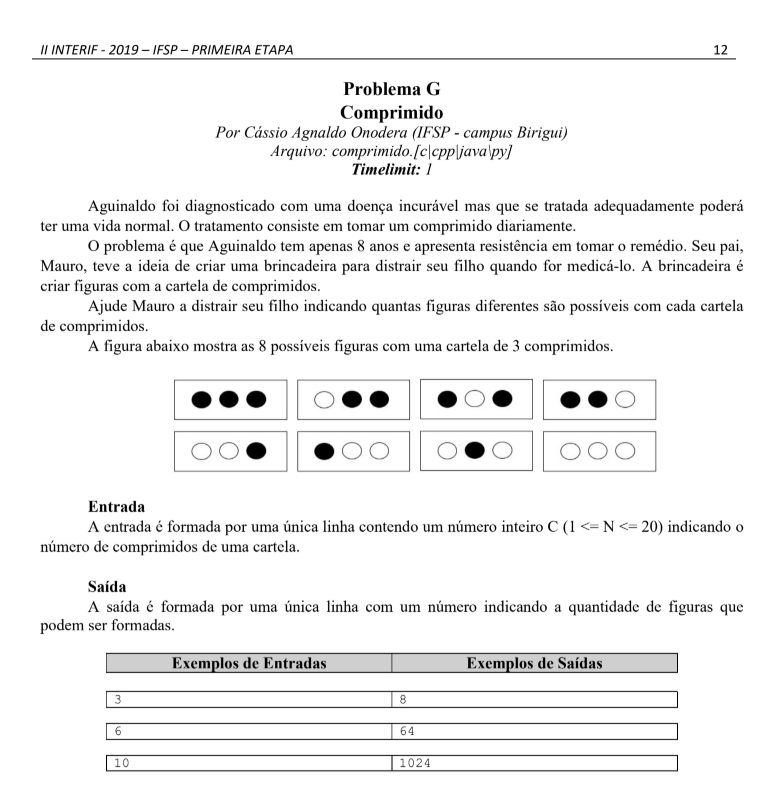 II INTERIF - 2019 – IFSP – PRIMEIRA ETAPA 12
Problema G
Comprimido
Por Cássio Agnaldo Onodera (IFSP - campus Birigui)
Arquivo: comprimido.[c|cpp|java\py]
Timelimit: 1
Aguinaldo foi diagnosticado com uma doença incurável mas que se tratada adequadamente poderá
ter uma vida normal. O tratamento consiste em tomar um comprimido diariamente.
O problema é que Aguinaldo tem apenas 8 anos e apresenta resistência em tomar o remédio. Seu pai,
Mauro, teve a ideia de criar uma brincadeira para distrair seu filho quando for medicá-lo. A brincadeira é
criar figuras com a cartela de comprimidos.
Ajude Mauro a distrair seu filho indicando quantas figuras diferentes são possíveis com cada cartela
de comprimidos.
A figura abaixo mostra as 8 possíveis figuras com uma cartela de 3 comprimidos.
Entrada
A entrada é formada por uma única linha contendo um número inteiro C (1 <= N <= 20) indicando o
número de comprimidos de uma cartela.
Saída
A saída é formada por uma única linha com um número indicando a quantidade de figuras que
podem ser formadas.
Exemplos de Entradas Exemplos de Saídas
3 8
6 64
10 1024